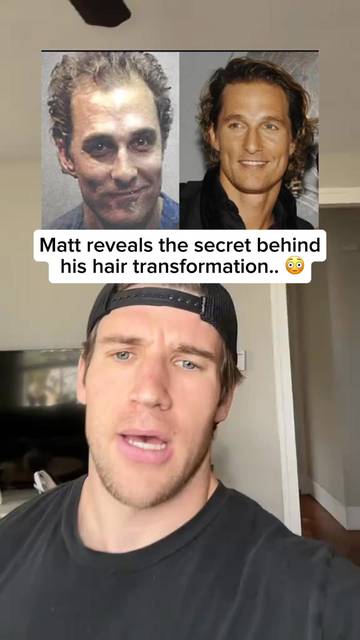 Matt reveals the secret behind
his hair transformation.. 😳